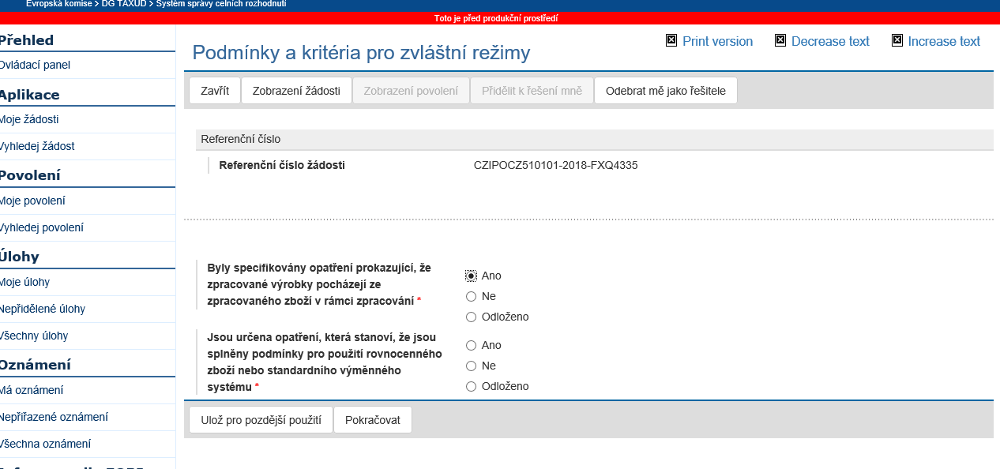 Evropská komise > DG TAXUD > Systém správy celních rozhodnutí
Toto je před produkční prostředí
Přehled
Ovládací panel
Aplikace
Moje žádosti
Vyhledej žádost
Povolení
Moje povolení
Vyhledej povolení
Úlohy
Moje úlohy
Nepřidělené úlohy
Všechny úlohy
Oznámení
Má oznámení
Nepřiřazené oznámení
Všechna oznámení
Print version
Decrease text
Increase text
Podmínky a kritéria pro zvláštní režimy
Zavřít
Zobrazení žádosti
Zobrazení povolení
Přidělit k řešení mně
Odebrat mě jako řešitele
Referenční číslo
Referenční číslo žádosti CZIPOCZ510101-2018-FXQ4335
Byly specifikovány opatření prokazující, že
zpracované výrobky pocházejí ze
zpracovaného zboží v rámci zpracování *
Ano
Ne
Odloženo
Jsou určena opatření, která stanoví, že jsou
splněny podmínky pro použití rovnocenného
zboží nebo standardního výměnného
systému *
Ano
Ne
Odloženo
Ulož pro pozdější použití
Pokračovat